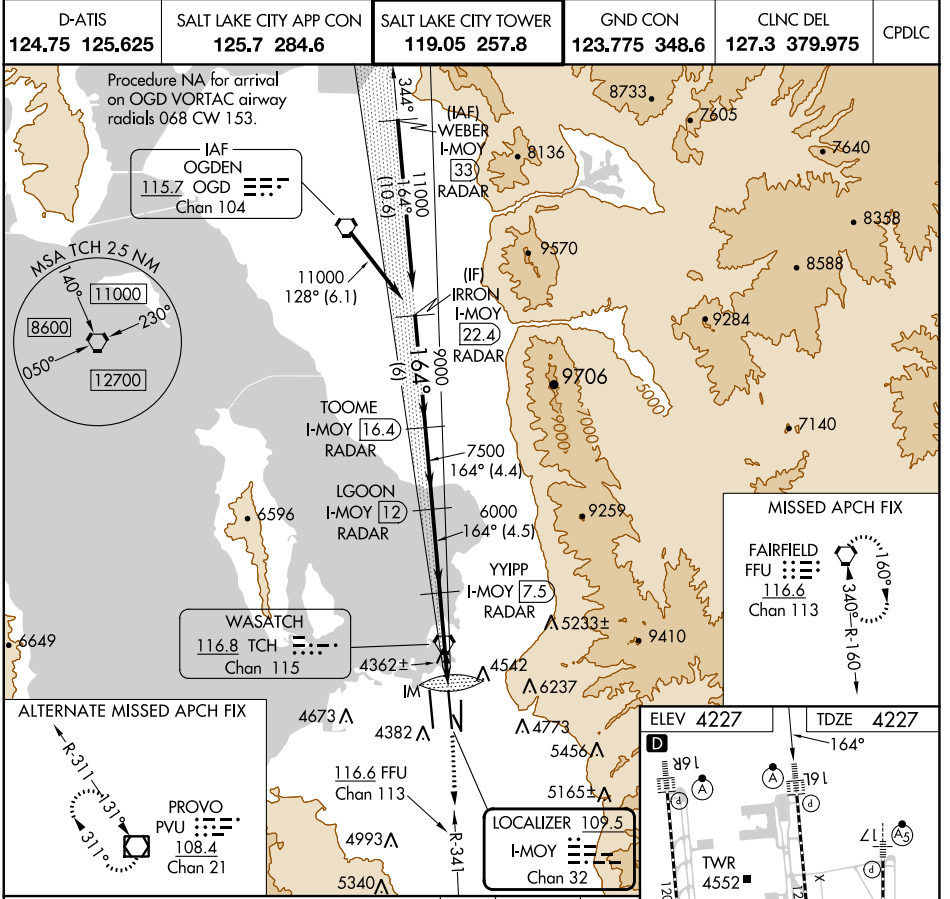 D-ATIS
124.75 125.625
SALT LAKE CITY APP CON
125.7 284.6
SALT LAKE CITY TOWER
119.05 257.8
GND CON
123.775 348.6
CLNC DEL
127.3 379.975
CPDLC
Procedure NA for arrival
on OGD VORTAC airway
radials 068 CW 153.
IAF
OGDEN
115.7 OGD
Chan 104
344°
(IAF)
WEBER
I-MOY
33
RADAR
11000
164°
(10.6)
8733
7605
8136
7640
8358
9570
8588
9284
11000
128° (6.1)
(IF)
IRRON
I-MOY
22.4
RADAR
MSA TCH 25 NM
140°
11000
230°
8600
050°
12700
9000
164°
(6)
9706
5000
7000
9000
7140
TOOME
I-MOY 16.4
RADAR
7500
164° (4.4)
LGOON
I-MOY 12
RADAR
6000
164° (4.5)
6596
9259
YYIPP
I-MOY 7.5
RADAR
MISSED APCH FIX
FAIRFIELD
FFU
116.6
Chan 113
160°
340°
R-160
WASATCH
116.8 TCH
Chan 115
5233±
9410
6649
4362±
4542
IM
6237
4673
4382
4773
5456
5165±
ALTERNATE MISSED APCH FIX
R-311
131°
311°
PROVO
PVU
108.4
Chan 21
116.6 FFU
Chan 113
R-341
4993
5340
LOCALIZER 109.5
I-MOY
Chan 32
ELEV 4227
TDZE 4227
D
164°
16R
16L
A
A
P
P
17
A5
P
TWR
4552
X
120